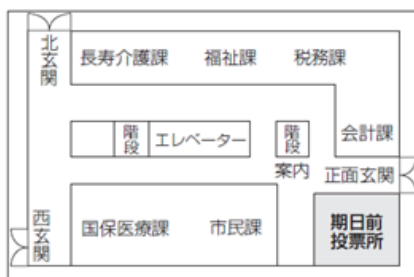 北玄関
長寿介護課 福祉課 税務課
階段 エレベーター 階段 会計課
案内 正面玄関
西玄関
国保医療課 市民課 期日前
投票所